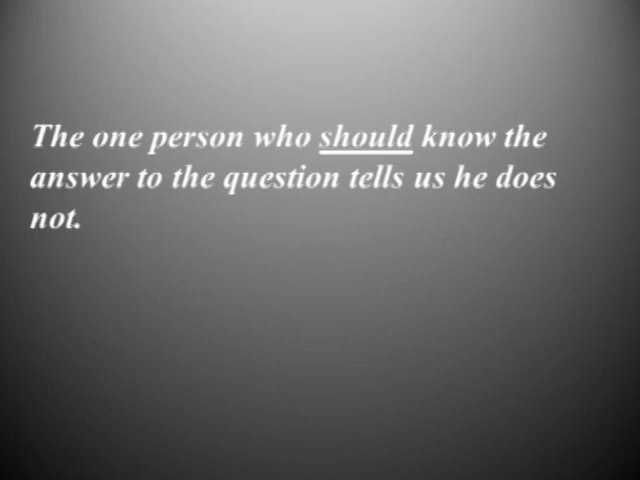 The one person who should know the
answer to the question tells us he does
not.